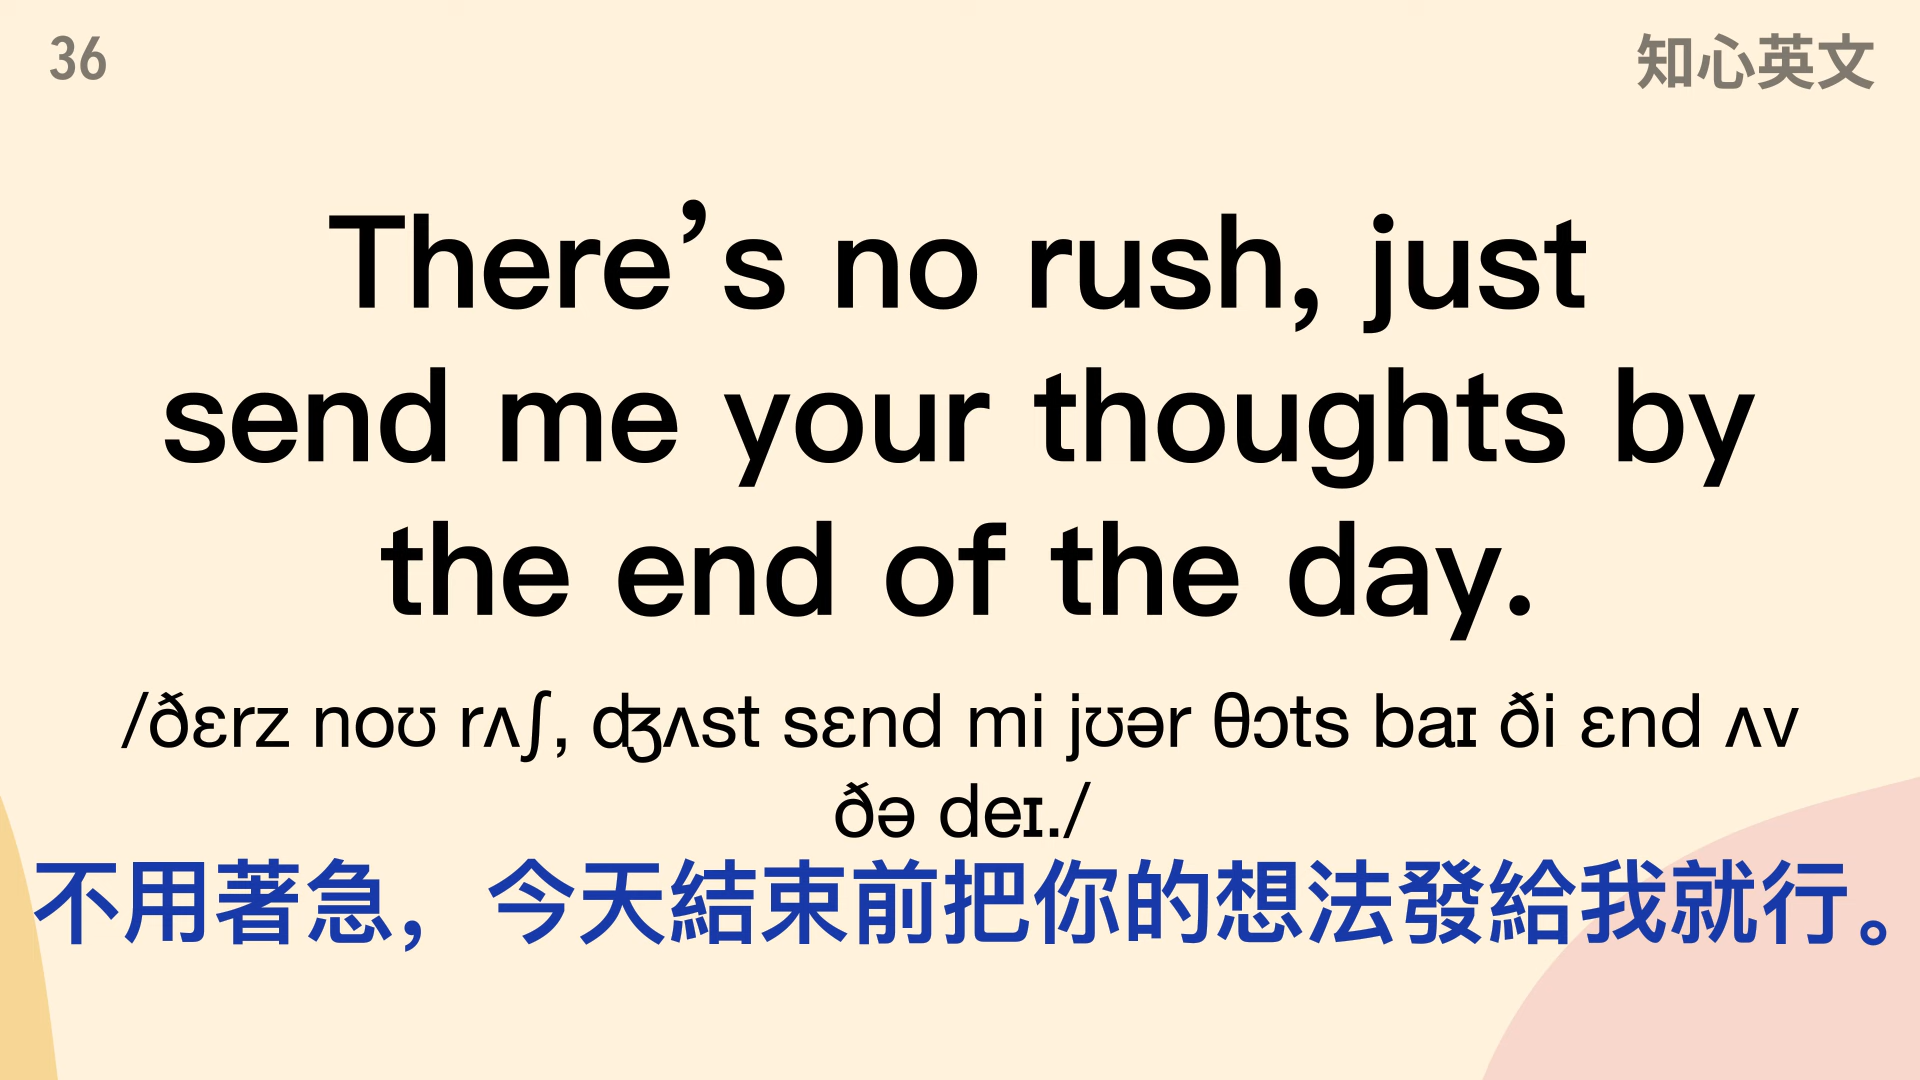 36
知心英文
There’s no rush, just
send me your thoughts by
the end of the day.
/ðɛrz noʊ rʌʃ, ʤʌst sɛnd mi jʊər θɔts baɪ ði ɛnd ʌv
ðə deɪ./
不用著急，今天結束前把你的想法發給我就行。